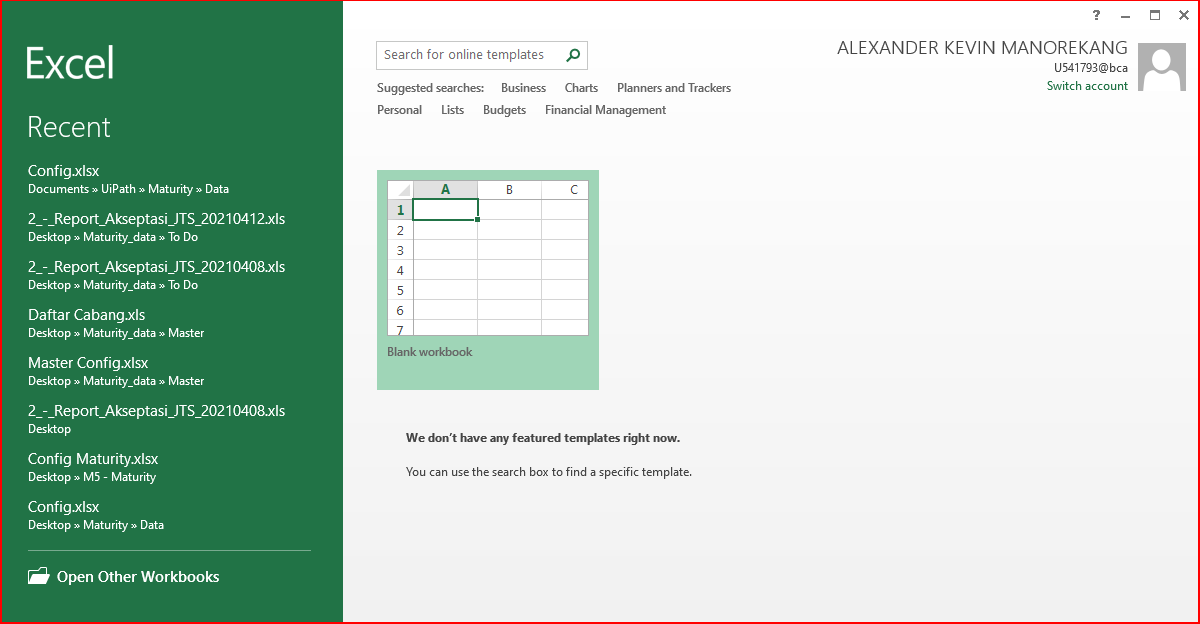 Excel
Recent
Config.xlsx
Documents » UiPath » Maturity » Data
2_-_Report_Akseptasi_JTS_20210412.xls
Desktop » Maturity_data » To Do
2_-_Report_Akseptasi_JTS_20210408.xls
Desktop » Maturity_data » To Do
Daftar Cabang.xls
Desktop » Maturity_data » Master
Master Config.xlsx
Desktop » Maturity_data » Master
2_-_Report_Akseptasi_JTS_20210408.xls
Desktop
Config Maturity.xlsx
Desktop » M5 - Maturity
Config.xlsx
Desktop » Maturity » Data
Open Other Workbooks
?
Search for online templates
Suggested searches: Business Charts Planners and Trackers
Personal Lists Budgets Financial Management
ALEXANDER KEVIN MANOREKANG
U541793@bca
Switch account
A B C
1
2
3
4
5
6
7
Blank workbook
We don’t have any featured templates right now.
You can use the search box to find a specific template.